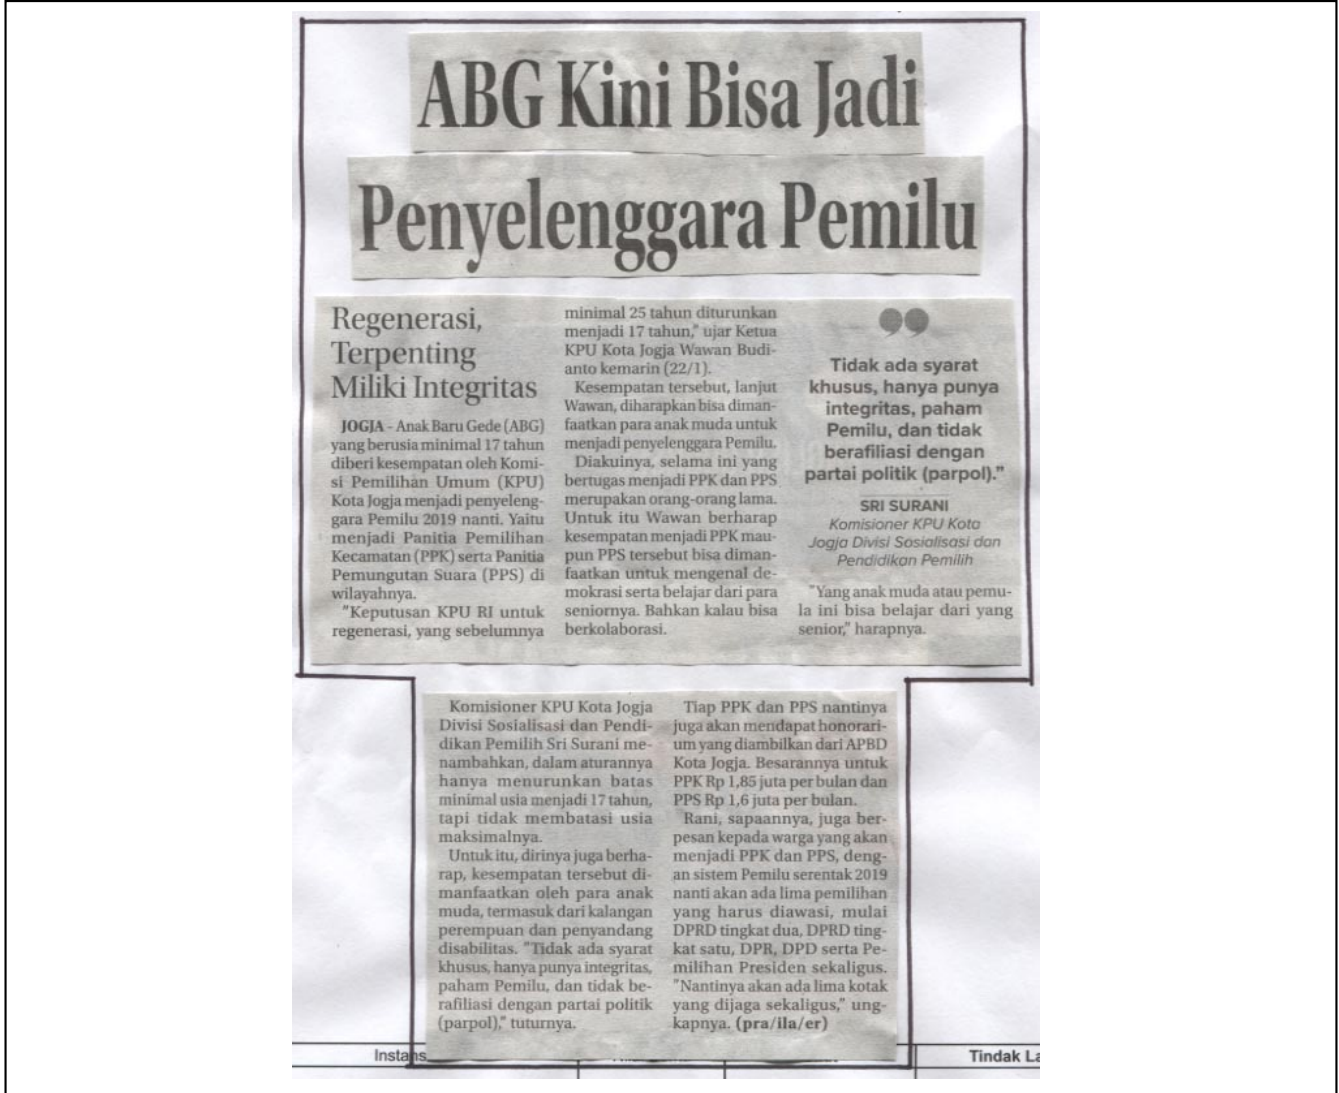 ABG Kini Bisa Jadi
Penyelenggara Pemilu
Regenerasi,
Terpenting
Miliki Integritas
JOGJA - Anak Baru Gede (ABG)
yang berusia minimal 17 tahun
diberi kesempatan oleh Komi-
si Pemilihan Umum (KPU)
Kota Jogja menjadi penyeleng-
gara Pemilu 2019 nanti. Yaitu
menjadi Panitia Pemilihan
Kecamatan (PPK) serta Panitia
Pemungutan Suara (PPS) di
wilayahnya.
"Keputusan KPU RI untuk
regenerasi, yang sebelumnya
minimal 25 tahun diturunkan
menjadi 17 tahun," ujar Ketua
KPU Kota Jogja Wawan Budi-
anto kemarin (22/1).
Kesempatan tersebut, lanjut
Wawan, diharapkan bisa diman-
faatkan para anak muda untuk
menjadi penyelenggara Pemilu.
Diakuinya, selama ini yang
bertugas menjadi PPK dan PPS
merupakan orang-orang lama.
Untuk itu Wawan berharap
kesempatan menjadi PPK mau-
pun PPS tersebut bisa diman-
faatkan untuk mengenal de-
mokrasi serta belajar dari para
seniornya. Bahkan kalau bisa
berkolaborasi.
”
Tidak ada syarat
khusus, hanya punya
integritas, paham
Pemilu, dan tidak
berafiliasi dengan
partai politik (parpol)."
SRI SURANI
Komisioner KPU Kota
Jogja Divisi Sosialisasi dan
Pendidikan Pemilih
"Yang anak muda atau pemu-
la ini bisa belajar dari yang
senior," harapnya.
Komisioner KPU Kota Jogja
Divisi Sosialisasi dan Pendi-
dikan Pemilih Sri Surani me-
nambahkan, dalam aturannya
hanya menurunkan batas
minimal usia menjadi 17 tahun,
tapi tidak membatasi usia
maksimalnya.
Untuk itu, dirinya juga berha-
rap, kesempatan tersebut di-
manfaatkan oleh para anak
muda, termasuk dari kalangan
perempuan dan penyandang
disabilitas. "Tidak ada syarat
khusus, hanya punya integritas,
paham Pemilu, dan tidak be-
rafiliasi dengan partai politik
(parpol)," tuturnya.
Tiap PPK dan PPS nantinya
juga akan mendapat honorari-
um yang diambilkan dari APBD
Kota Jogja. Besarannya untuk
PPK Rp 1,85 juta per bulan dan
PPS Rp 1,6 juta per bulan.
Rani, sapaannya, juga ber-
pesan kepada warga yang akan
menjadi PPK dan PPS, deng-
an sistem Pemilu serentak 2019
nanti akan ada lima pemilihan
yang harus diawasi, mulai
DPRD tingkat dua, DPRD ting-
kat satu, DPR, DPD serta Pe-
milihan Presiden sekaligus.
"Nantinya akan ada lima kotak
yang dijaga sekaligus," ung-
kapnya. (pra/ila/er)
Instans
Tindak La